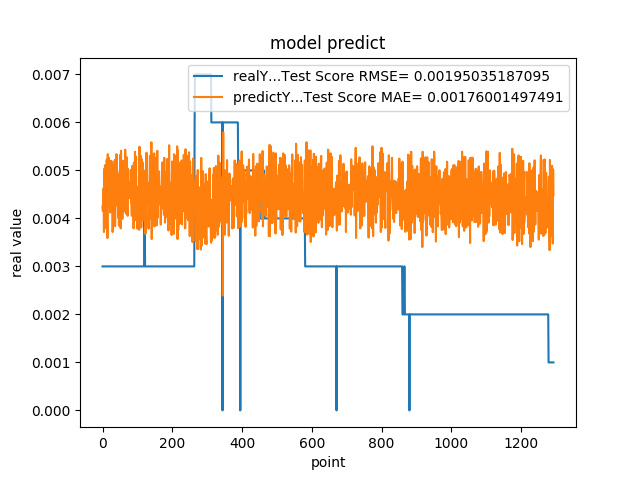 model predict
realY...Test Score RMSE= 0.00195035187095
predictY...Test Score MAE= 0.00176001497491
0.007
0.006
0.005
0.004
0.003
0.002
0.001
0.000
real value
0 200 400 600 800 1000 1200
point